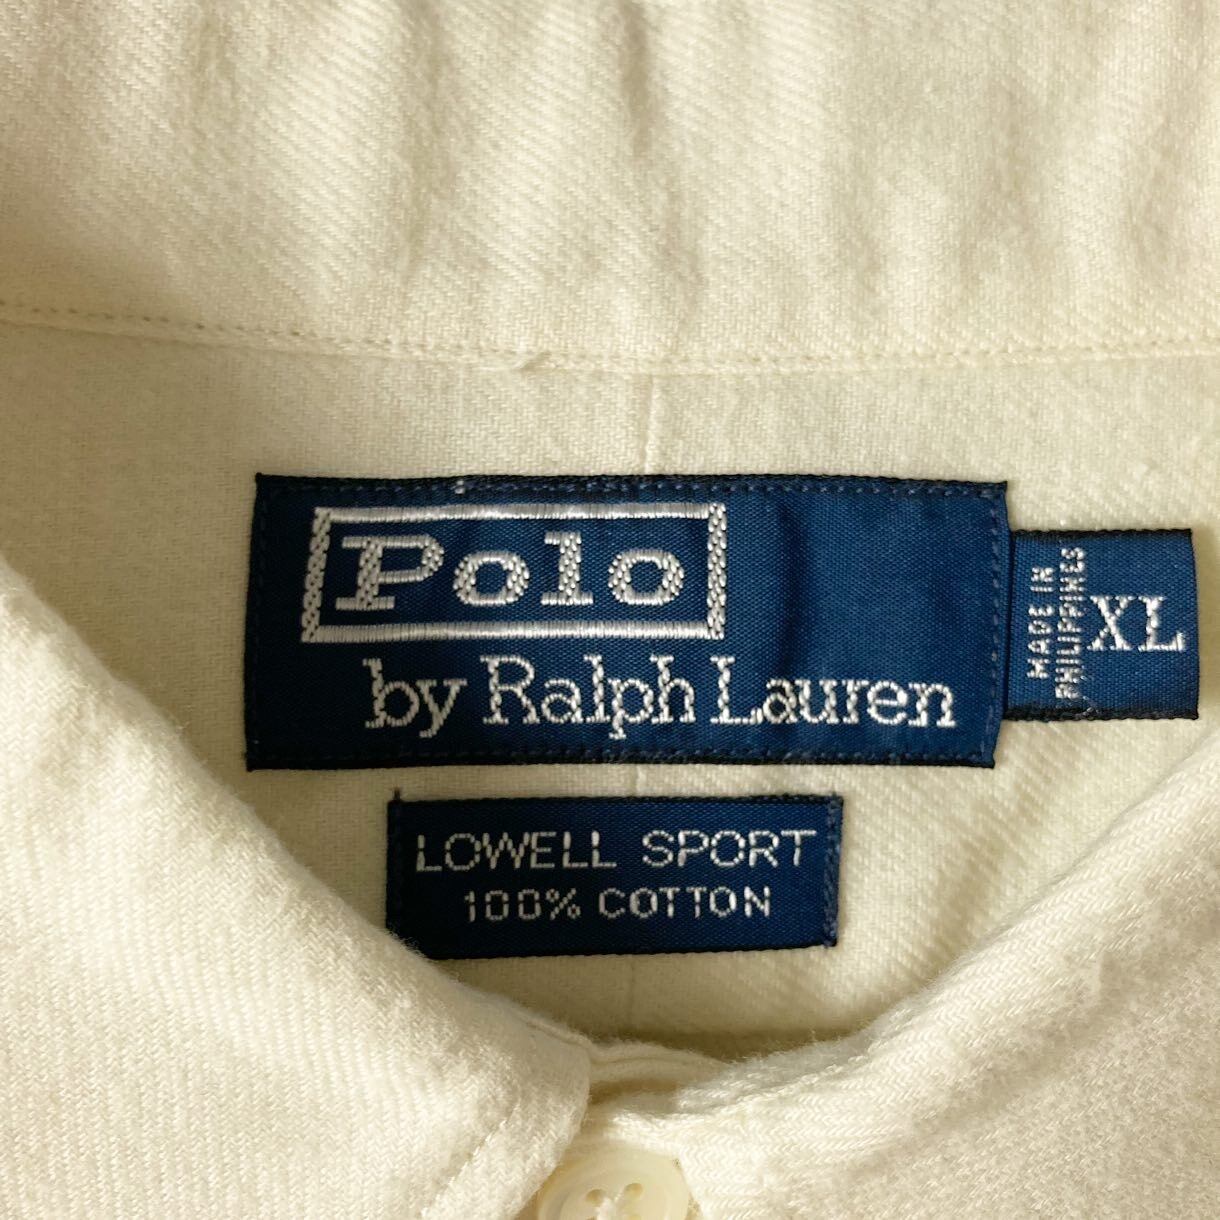 Polo
by Ralph Lauren
MADE IN
PHILIPPINES
XL
LOWELL SPORT
100% COTTON